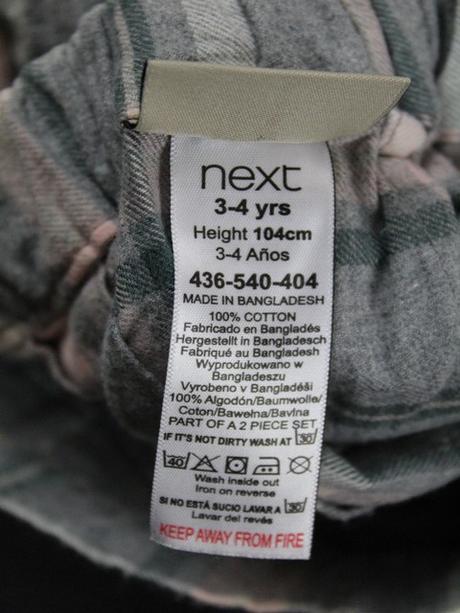 next
3-4 yrs
Height 104cm
3-4 Años
436-540-404
MADE IN BANGLADESH
100% COTTON
Fabricado en Bangladés
Hergestellt in Bangladesch
Fabriqué au Bangladesh
Wyprodukowano w
Bangladeszu
Vyrobeno v Bangladéši
100% Algodón/Baumwolle/
Coton/Bawełna/Bavlna
PART OF A 2 PIECE SET
IF IT'S NOT DIRTY WASH AT 30
40
Wash inside out
Iron on reverse
SI NO ESTÁ SUCIO LAVAR A 30
Lavar del revés
KEEP AWAY FROM FIRE